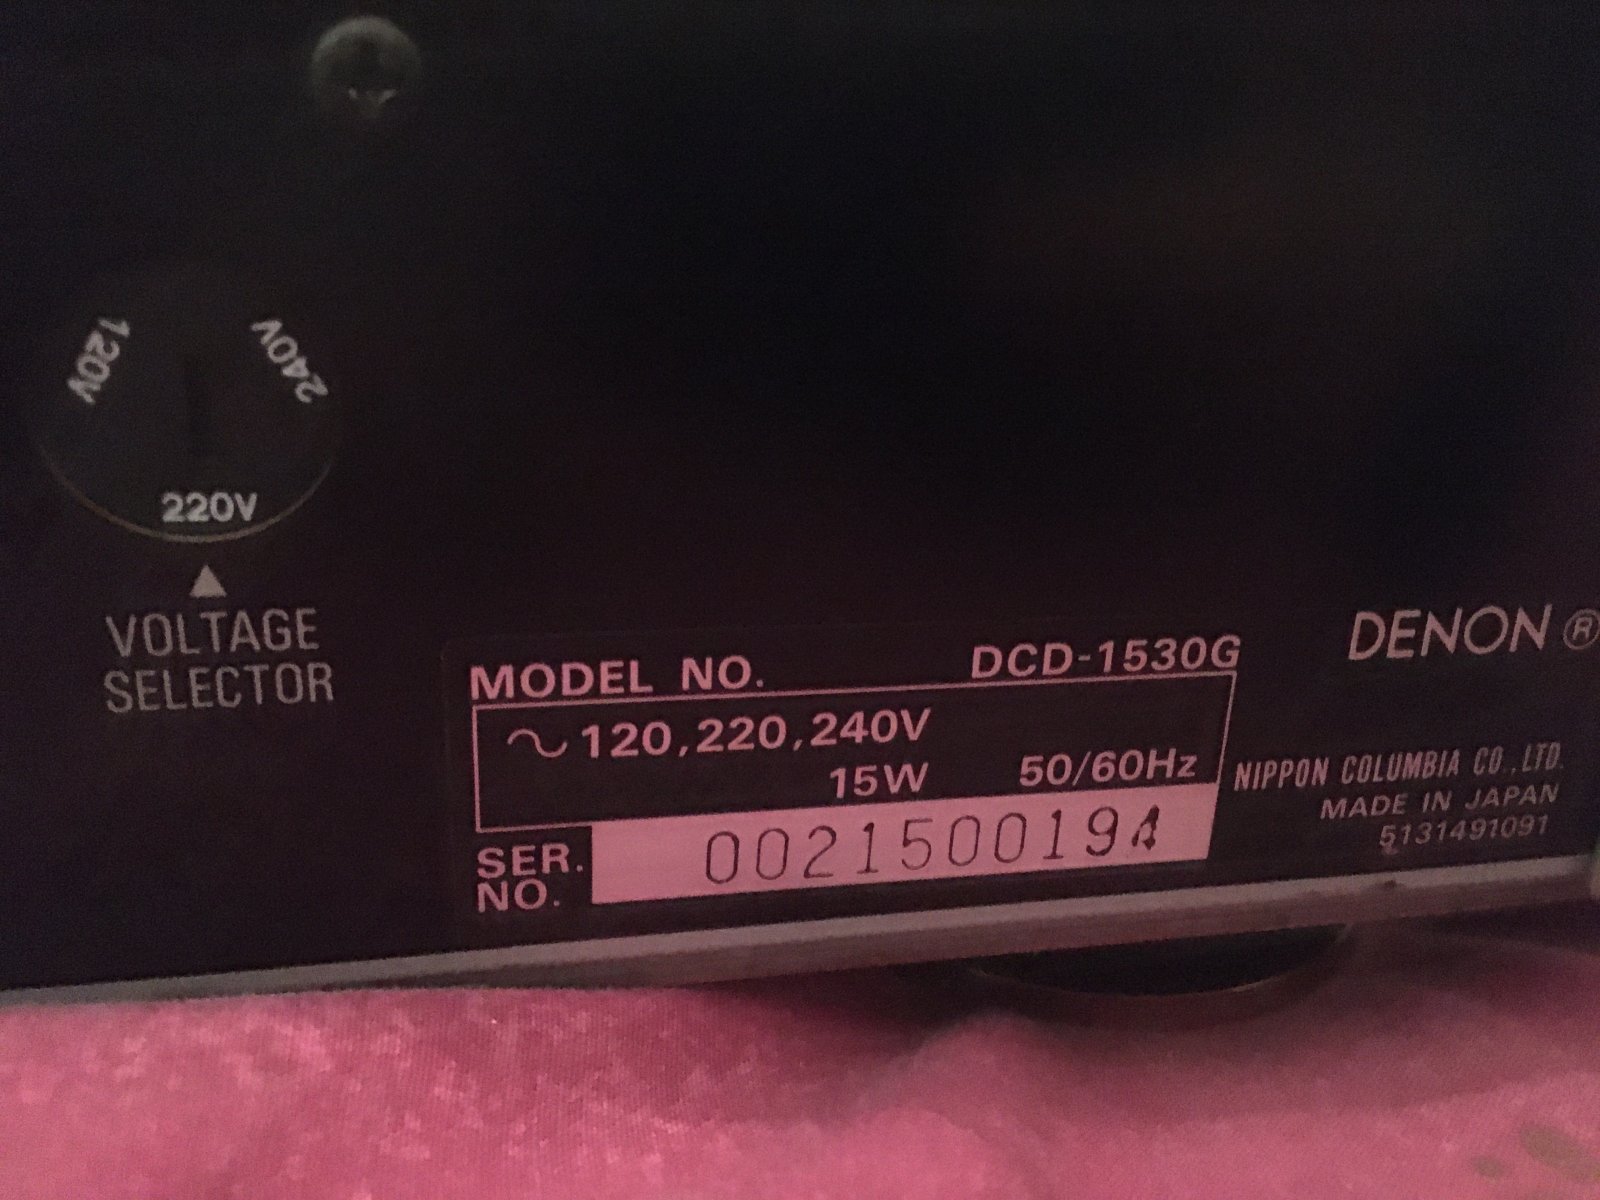 120V
240V
220V
▲
VOLTAGE
SELECTOR
MODEL NO. DCD-1530G
~120,220,240V
15W 50/60Hz
SER.
NO.
DENON®
NIPPON COLUMBIA CO.,LTD.
MADE IN JAPAN
5131491091